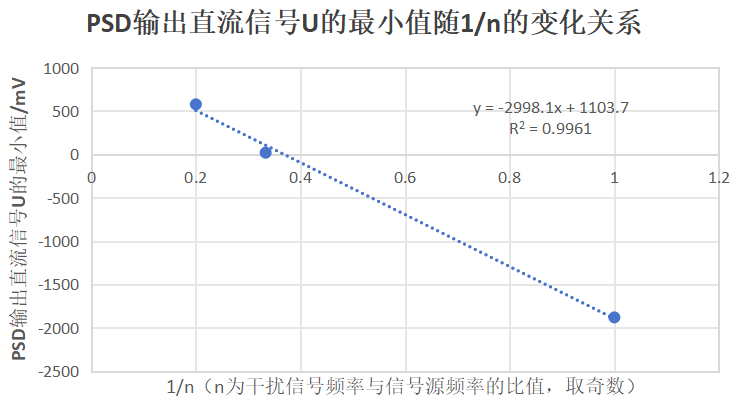 PSD输出直流信号U的最小值随1/n的变化关系
PSD输出直流信号U的最小值/mV
1000
500
0
-500
-1000
-1500
-2000
-2500
y = -2998.1x + 1103.7
R² = 0.9961
0 0.2 0.4 0.6 0.8 1 1.2
1/n（n为干扰信号频率与信号源频率的比值，取奇数）